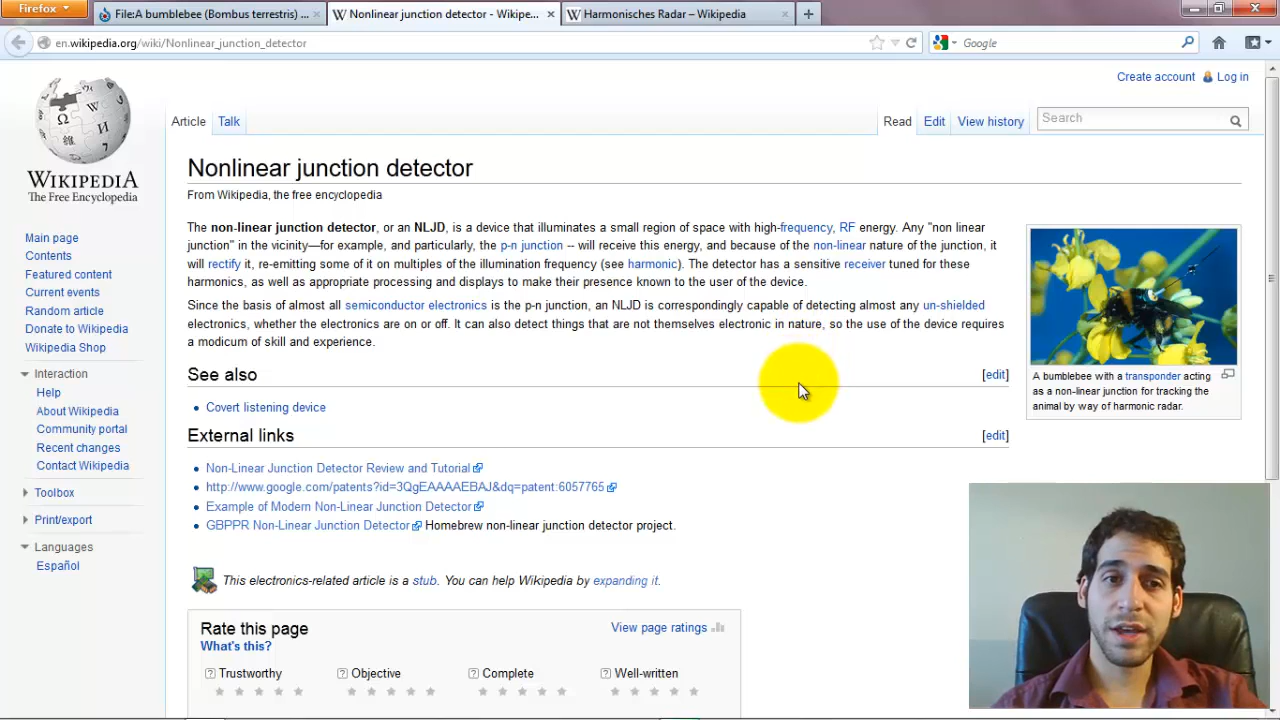 Firefox
File:A bumblebee (Bombus terrestris) ...
Nonlinear junction detector - Wikipe...
Harmonisches Radar – Wikipedia
en.wikipedia.org/wiki/Nonlinear_junction_detector
Google
Create account
Log in
Article
Talk
Read
Edit
View history
Search
WIKIPEDIA
The Free Encyclopedia
Main page
Contents
Featured content
Current events
Random article
Donate to Wikipedia
Wikipedia Shop
Interaction
Help
About Wikipedia
Community portal
Recent changes
Contact Wikipedia
Toolbox
Print/export
Languages
Español
Nonlinear junction detector
From Wikipedia, the free encyclopedia
The non-linear junction detector, or an NLJD, is a device that illuminates a small region of space with high-frequency, RF energy. Any "non linear
junction" in the vicinity—for example, and particularly, the p-n junction -- will receive this energy, and because of the non-linear nature of the junction, it
will rectify it, re-emitting some of it on multiples of the illumination frequency (see harmonic). The detector has a sensitive receiver tuned for these
harmonics, as well as appropriate processing and displays to make their presence known to the user of the device.
Since the basis of almost all semiconductor electronics is the p-n junction, an NLJD is correspondingly capable of detecting almost any un-shielded
electronics, whether the electronics are on or off. It can also detect things that are not themselves electronic in nature, so the use of the device requires
a modicum of skill and experience.
A bumblebee with a transponder acting
as a non-linear junction for tracking the
animal by way of harmonic radar.
See also
[edit]
Covert listening device
External links
[edit]
Non-Linear Junction Detector Review and Tutorial
http://www.google.com/patents?id=3QgEAAAAEBAJ&dq=patent:6057765
Example of Modern Non-Linear Junction Detector
GBPPR Non-Linear Junction Detector Homebrew non-linear junction detector project.
This electronics-related article is a stub. You can help Wikipedia by expanding it.
Rate this page
View page ratings
What's this?
? Trustworthy
? Objective
? Complete
? Well-written